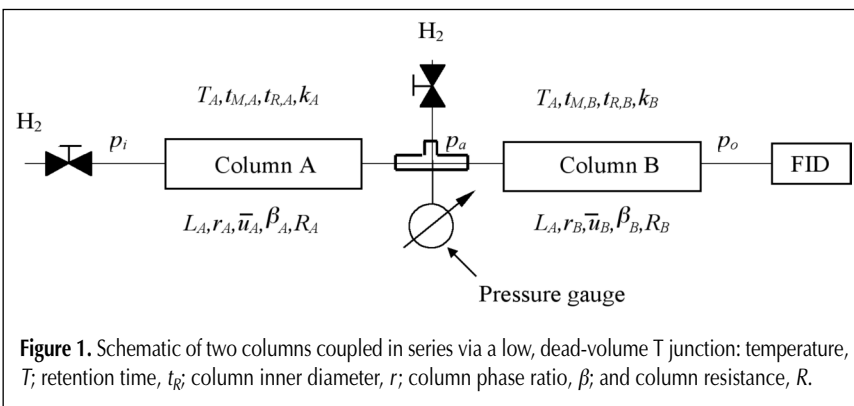 H2
TA,tM,A,tR,A,kA
TA,tM,B,tR,B,kB
H2
pi
pa
po
Column A
Column B
FID
LA,rA,u̅A,βA,RA
LA,rB,u̅B,βB,RB
Pressure gauge
Figure 1. Schematic of two columns coupled in series via a low, dead-volume T junction: temperature,
T; retention time, tR; column inner diameter, r; column phase ratio, β; and column resistance, R.